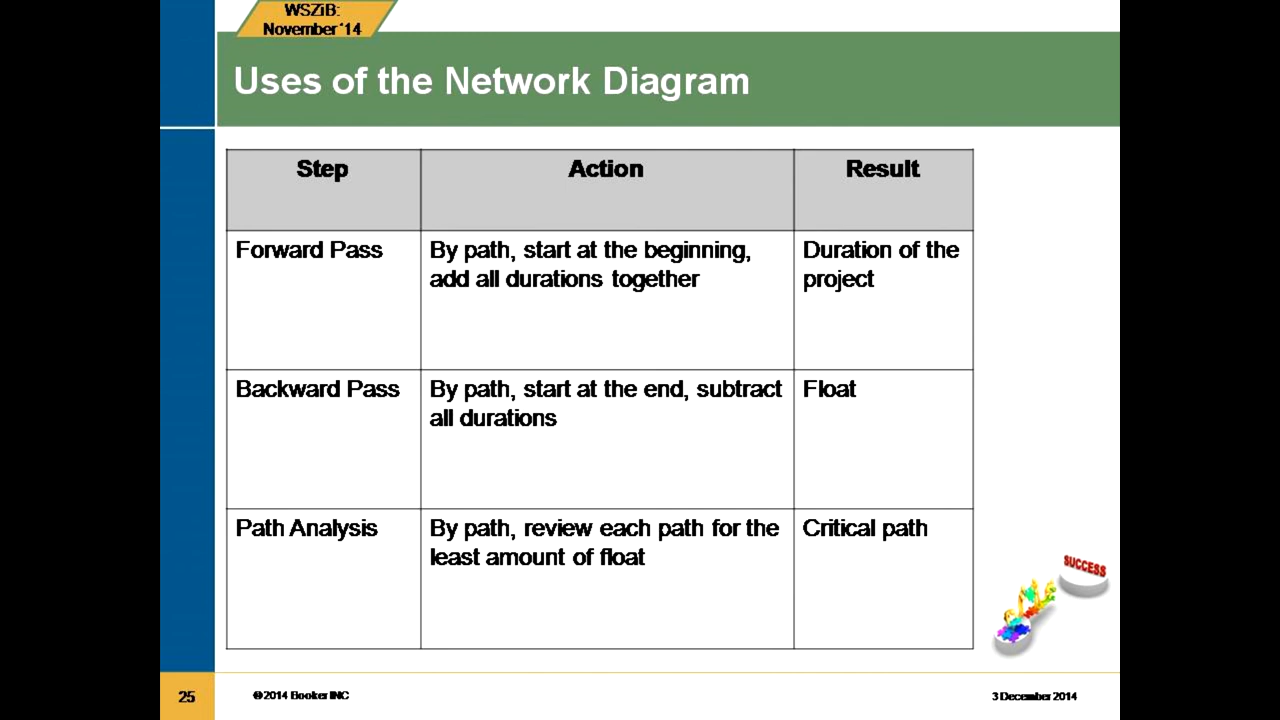 WSZiB:
November '14
Uses of the Network Diagram
Step Action Result
Forward Pass By path, start at the beginning, Duration of the
add all durations together project
Backward Pass By path, start at the end, subtract Float
all durations
Path Analysis By path, review each path for the Critical path
least amount of float
SUCCESS
25 ©2014 Booker INC 3 December 2014